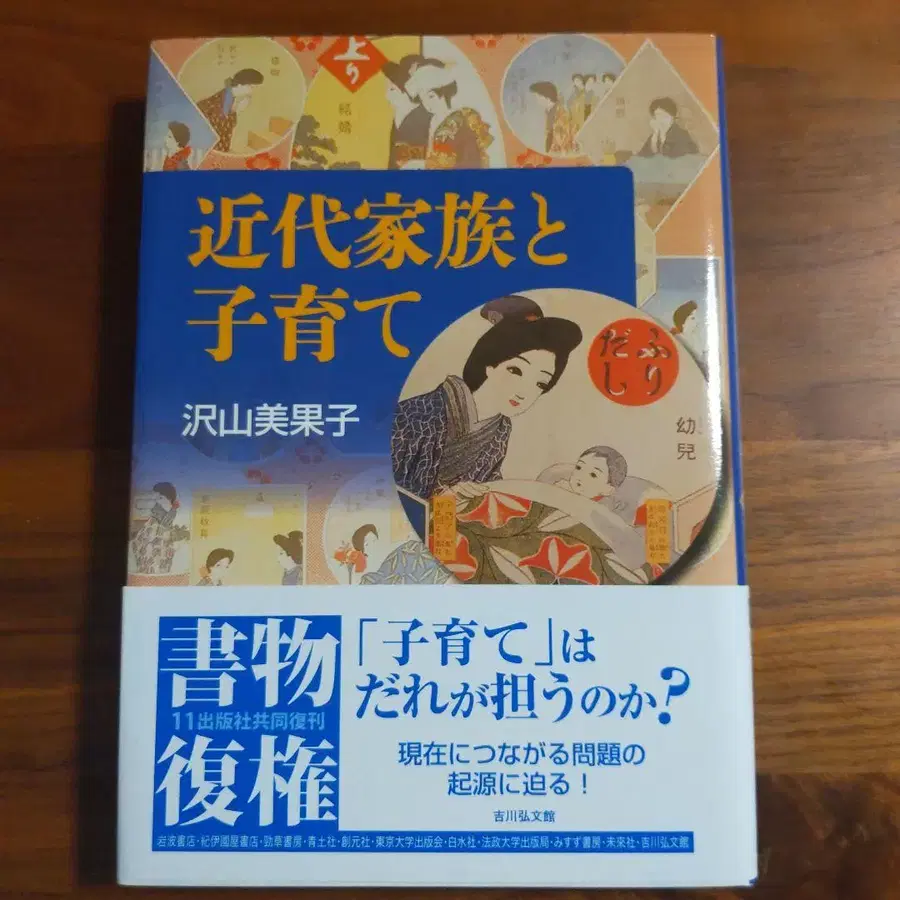 上り
結婚
近代家族と
子育て
沢山美果子
ふり
だし
幼兒
書物
11出版社共同復刊
復権
「子育て」は
だれが担うのか?
現在につながる問題の
起源に迫る!
吉川弘文館
岩波書店・紀伊國屋書店・勁草書房・青土社・創元社・東京大学出版会・白水社・法政大学出版局・みすず書房・未來社・吉川弘文館